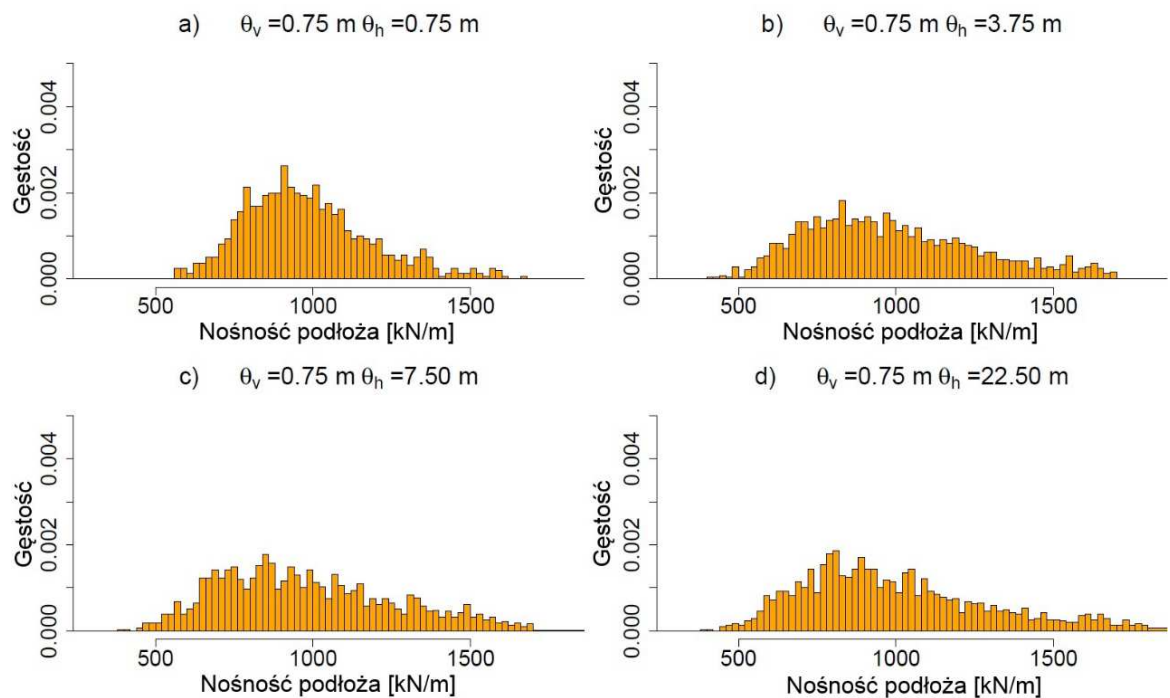 a) θv =0.75 m θh =0.75 m
b) θv =0.75 m θh =3.75 m
Gęstość
0.000 0.002 0.004
500 1000 1500
Nośność podłoża [kN/m]
Gęstość
0.000 0.002 0.004
500 1000 1500
Nośność podłoża [kN/m]
c) θv =0.75 m θh =7.50 m
d) θv =0.75 m θh =22.50 m
Gęstość
0.000 0.002 0.004
500 1000 1500
Nośność podłoża [kN/m]
Gęstość
0.000 0.002 0.004
500 1000 1500
Nośność podłoża [kN/m]